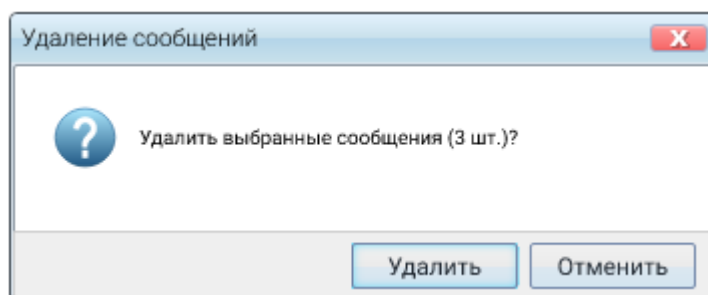 Удаление сообщений
Удалить выбранные сообщения (3 шт.)?
Удалить
Отменить